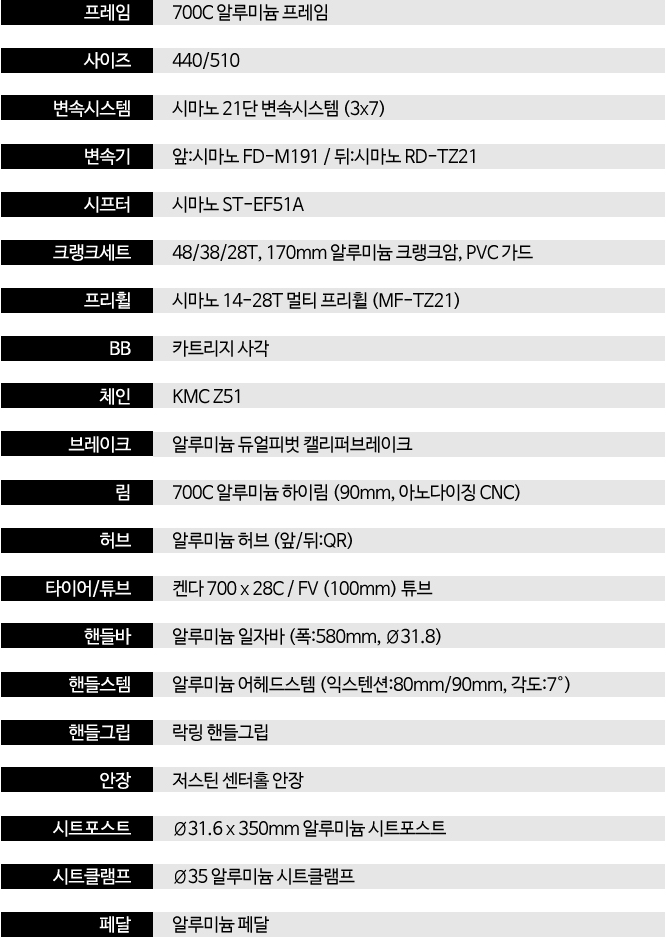 프레임 700C 알루미늄 프레임
사이즈 440/510
변속시스템 시마노 21단 변속시스템 (3x7)
변속기 앞:시마노 FD-M191 / 뒤:시마노 RD-TZ21
시프터 시마노 ST-EF51A
크랭크세트 48/38/28T, 170mm 알루미늄 크랭크암, PVC 가드
프리휠 시마노 14-28T 멀티 프리휠 (MF-TZ21)
BB 카트리지 사각
체인 KMC Z51
브레이크 알루미늄 듀얼피벗 캘리퍼브레이크
림 700C 알루미늄 하이림 (90mm, 아노다이징 CNC)
허브 알루미늄 허브 (앞/뒤:QR)
타이어/튜브 켄다 700 x 28C / FV (100mm) 튜브
핸들바 알루미늄 일자바 (폭:580mm, Ø31.8)
핸들스템 알루미늄 어헤드스템 (익스텐션:80mm/90mm, 각도:7˚)
핸들그립 락링 핸들그립
안장 저스틴 센터홀 안장
시트포스트 Ø31.6 x 350mm 알루미늄 시트포스트
시트클램프 Ø35 알루미늄 시트클램프
페달 알루미늄 페달